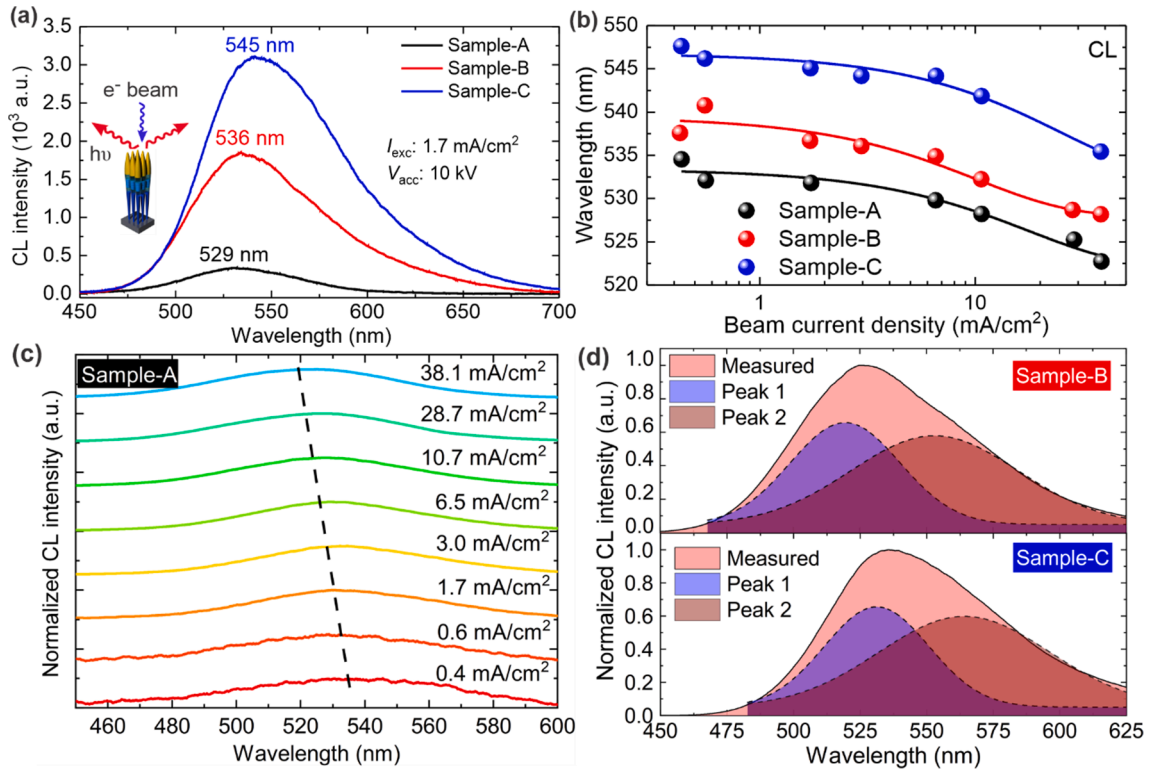 (a)
3.5
3.0
2.5
2.0
1.5
1.0
0.5
0.0
CL intensity (10³ a.u.)
545 nm
536 nm
529 nm
Sample-A
Sample-B
Sample-C
e⁻ beam
hυ
Iexc: 1.7 mA/cm²
Vacc: 10 kV
450 500 550 600 650 700
Wavelength (nm)
(b)
550
545
540
535
530
525
520
Wavelength (nm)
CL
Sample-A
Sample-B
Sample-C
1 10
Beam current density (mA/cm²)
(c)
Sample-A
Normalized CL intensity (a.u.)
38.1 mA/cm²
28.7 mA/cm²
10.7 mA/cm²
6.5 mA/cm²
3.0 mA/cm²
1.7 mA/cm²
0.6 mA/cm²
0.4 mA/cm²
460 480 500 520 540 560 580 600
Wavelength (nm)
(d)
Normalized CL intensity (a.u.)
1.0
0.8
0.6
0.4
0.2
0.0
Measured
Peak 1
Peak 2
Sample-B
1.0
0.8
0.6
0.4
0.2
0.0
Measured
Peak 1
Peak 2
Sample-C
450 475 500 525 550 575 600 625
Wavelength (nm)